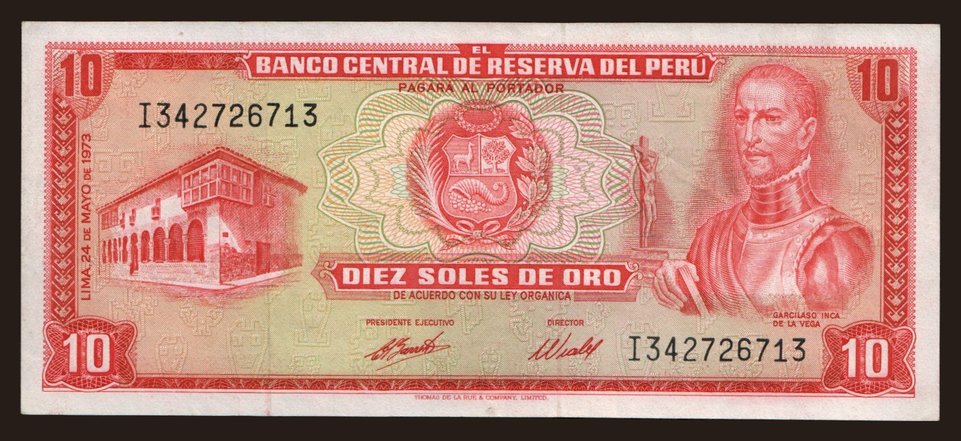 EL
BANCO CENTRAL DE RESERVA DEL PERÚ
PAGARA AL PORTADOR
10
10
I342726713
LIMA, 24 DE MAYO DE 1973
DIEZ SOLES DE ORO
DE ACUERDO CON SU LEY ORGANICA
GARCILASO INCA
DE LA VEGA
PRESIDENTE EJECUTIVO
DIRECTOR
I342726713
10
10
THOMAS DE LA RUE & COMPANY, LIMITED.